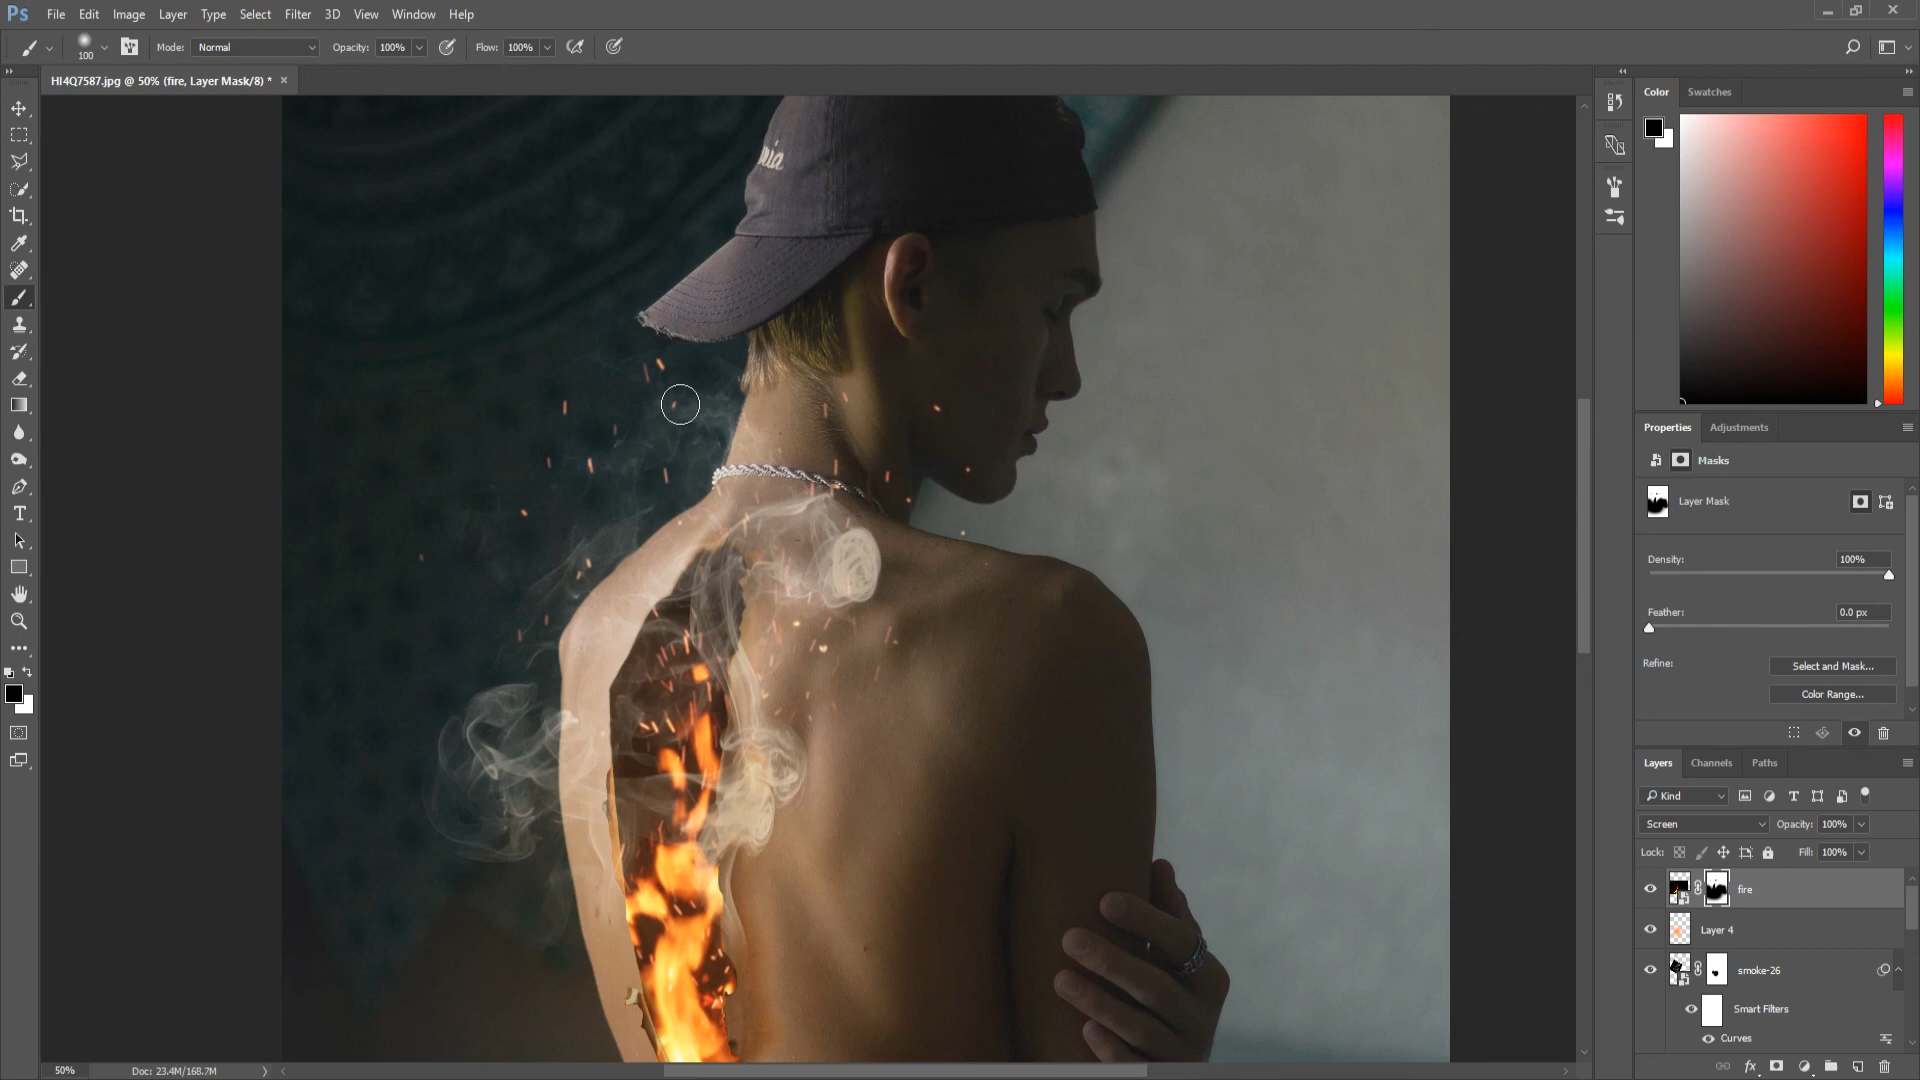 Ps File Edit Image Layer Type Select Filter 3D View Window Help
100 Mode: Normal Opacity: 100% Flow: 100%
HI4Q7587.jpg @ 50% (fire, Layer Mask/8) * ×
Color Swatches
nia
Properties Adjustments
Masks
Layer Mask
Density: 100%
Feather: 0.0 px
Refine: Select and Mask...
Color Range...
Layers Channels Paths
Kind
Screen Opacity: 100%
Lock: Fill: 100%
fire
Layer 4
smoke-26
Smart Filters
Curves
50% Doc: 23.4M/168.7M